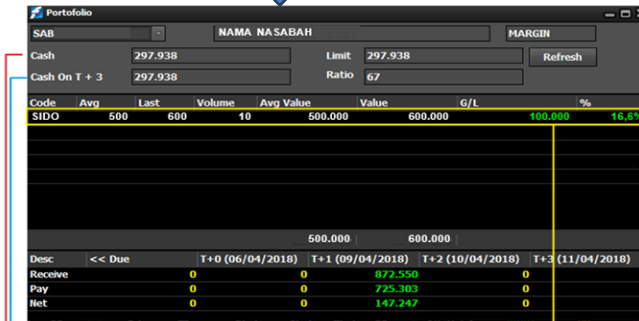 Portofolio
SAB NAMA NASABAH MARGIN
Cash 297.938 Limit 297.938 Refresh
Cash On T + 3 297.938 Ratio 67
Code Avg Last Volume Avg Value Value G/L %
SIDO 500 600 10 500.000 600.000 100.000 16,6%
500.000 600.000
Desc << Due T+0 (06/04/2018) T+1 (09/04/2018) T+2 (10/04/2018) T+3 (11/04/2018)
Receive 0 0 872.550 0
Pay 0 0 725.303 0
Net 0 0 147.247 0